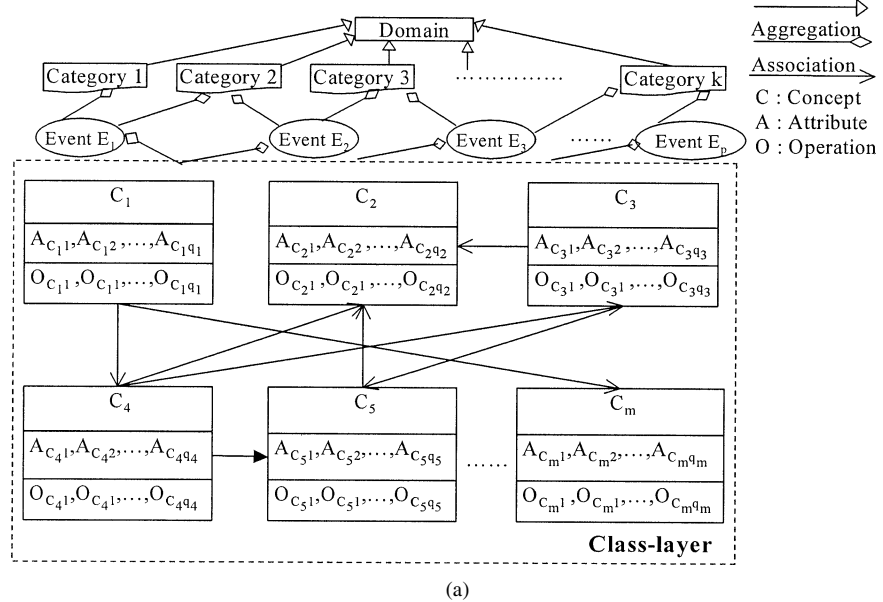 Domain
Aggregation
Category 1 Category 2 Category 3 ............... Category k
Association
C : Concept
A : Attribute
O : Operation
Event E1 Event E2 Event E3 ...... Event Ep
C1 C2 C3
AC11,AC12,...,AC1q1 AC21,AC22,...,AC2q2 AC31,AC32,...,AC3q3
OC11,OC11,...,OC1q1 OC21,OC21,...,OC2q2 OC31,OC31,...,OC3q3
C4 C5 Cm
AC41,AC42,...,AC4q4 AC51,AC52,...,AC5q5 ...... ACm1,ACm2,...,ACmqm
OC41,OC41,...,OC4q4 OC51,OC51,...,OC5q5 OCm1,OCm1,...,OCmqm
Class-layer
(a)